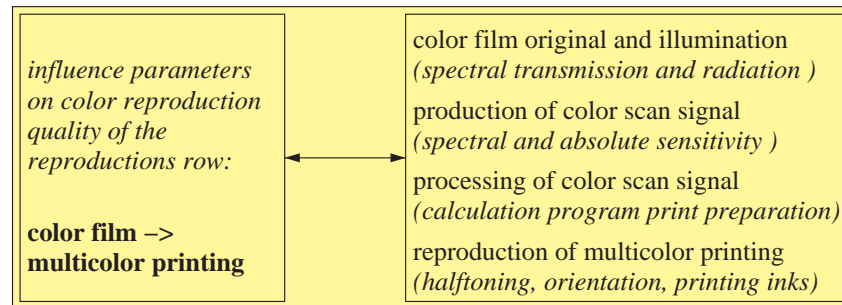 influence parameters
on color reproduction
quality of the
reproductions row:
color film −>
multicolor printing
color film original and illumination
(spectral transmission and radiation )
production of color scan signal
(spectral and absolute sensitivity )
processing of color scan signal
(calculation program print preparation)
reproduction of multicolor printing
(halftoning, orientation, printing inks)